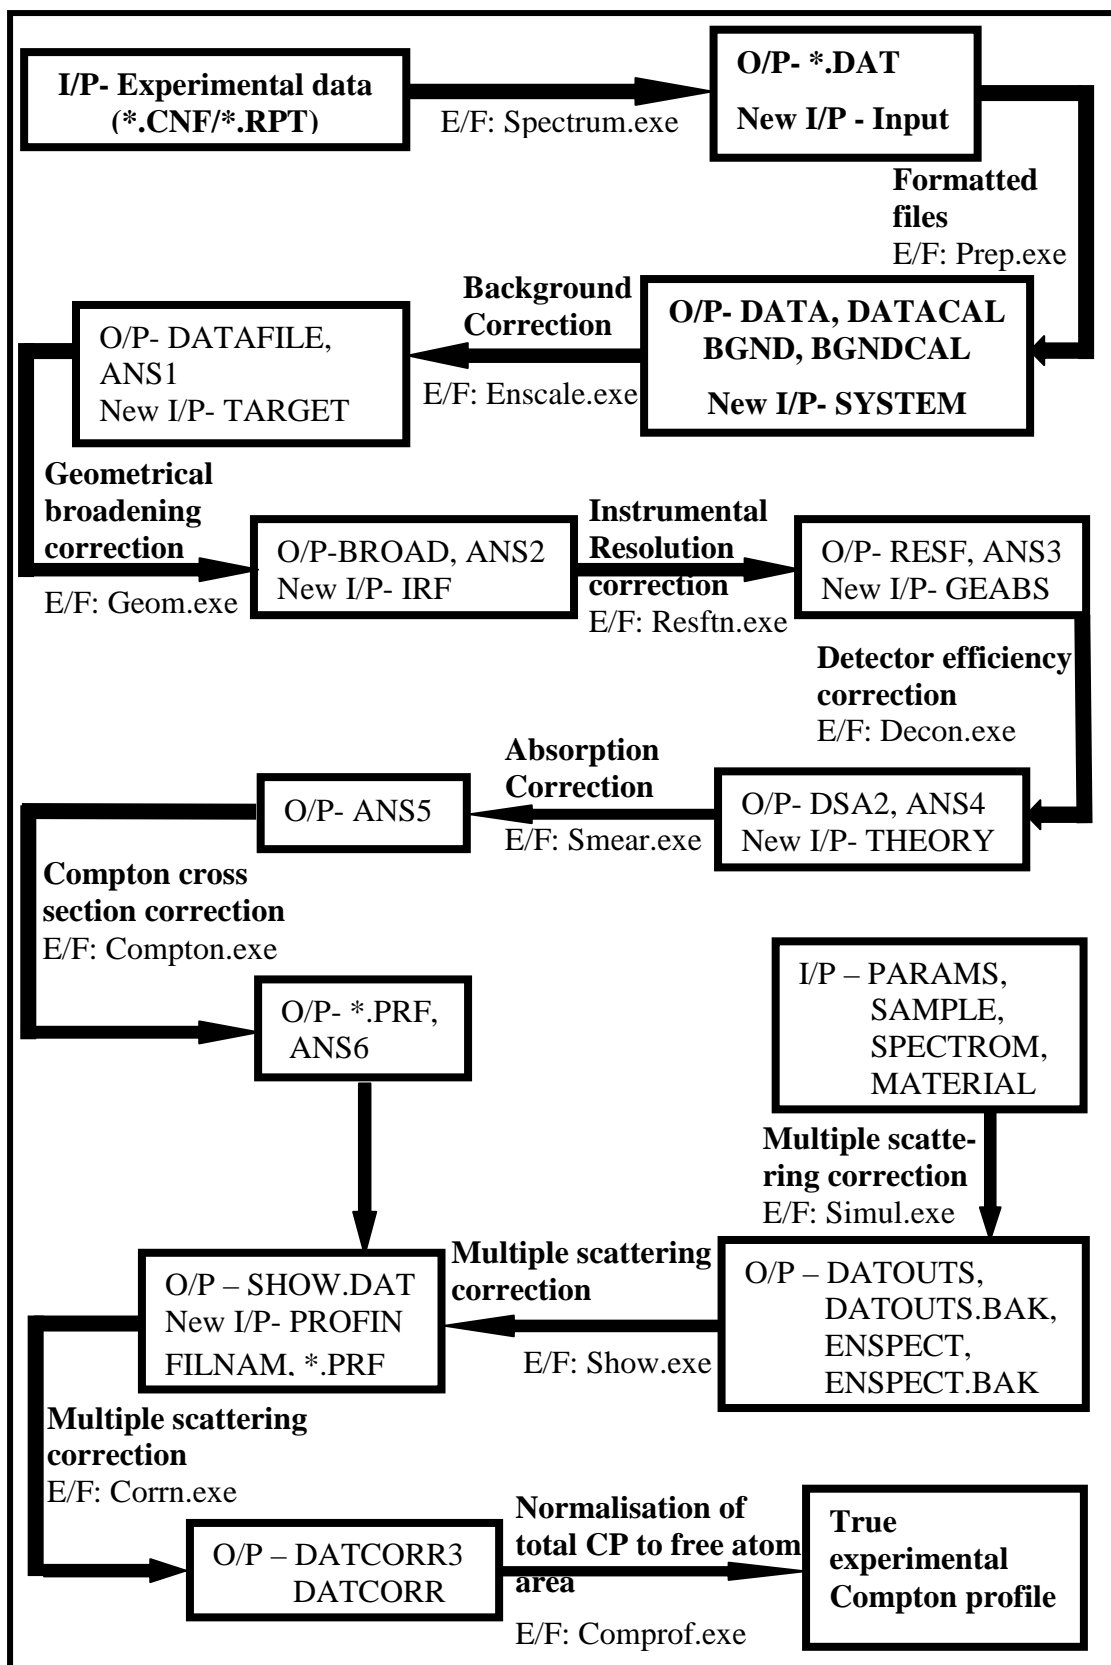 I/P- Experimental data
(*.CNF/*.RPT)
E/F: Spectrum.exe
O/P- *.DAT
New I/P - Input
Formatted
files
E/F: Prep.exe
O/P- DATA, DATACAL
BGND, BGNDCAL
New I/P- SYSTEM
Background
Correction
E/F: Enscale.exe
O/P- DATAFILE,
ANS1
New I/P- TARGET
Geometrical
broadening
correction
E/F: Geom.exe
O/P-BROAD, ANS2
New I/P- IRF
Instrumental
Resolution
correction
E/F: Resftn.exe
O/P- RESF, ANS3
New I/P- GEABS
Detector efficiency
correction
E/F: Decon.exe
O/P- DSA2, ANS4
New I/P- THEORY
Absorption
Correction
E/F: Smear.exe
O/P- ANS5
Compton cross
section correction
E/F: Compton.exe
O/P- *.PRF,
ANS6
I/P – PARAMS,
SAMPLE,
SPECTROM,
MATERIAL
Multiple scatte-
ring correction
E/F: Simul.exe
O/P – DATOUTS,
DATOUTS.BAK,
ENSPECT,
ENSPECT.BAK
Multiple scattering
correction
E/F: Show.exe
O/P – SHOW.DAT
New I/P- PROFIN
FILNAM, *.PRF
Multiple scattering
correction
E/F: Corrn.exe
O/P – DATCORR3
DATCORR
Normalisation of
total CP to free atom
area
E/F: Comprof.exe
True
experimental
Compton profile